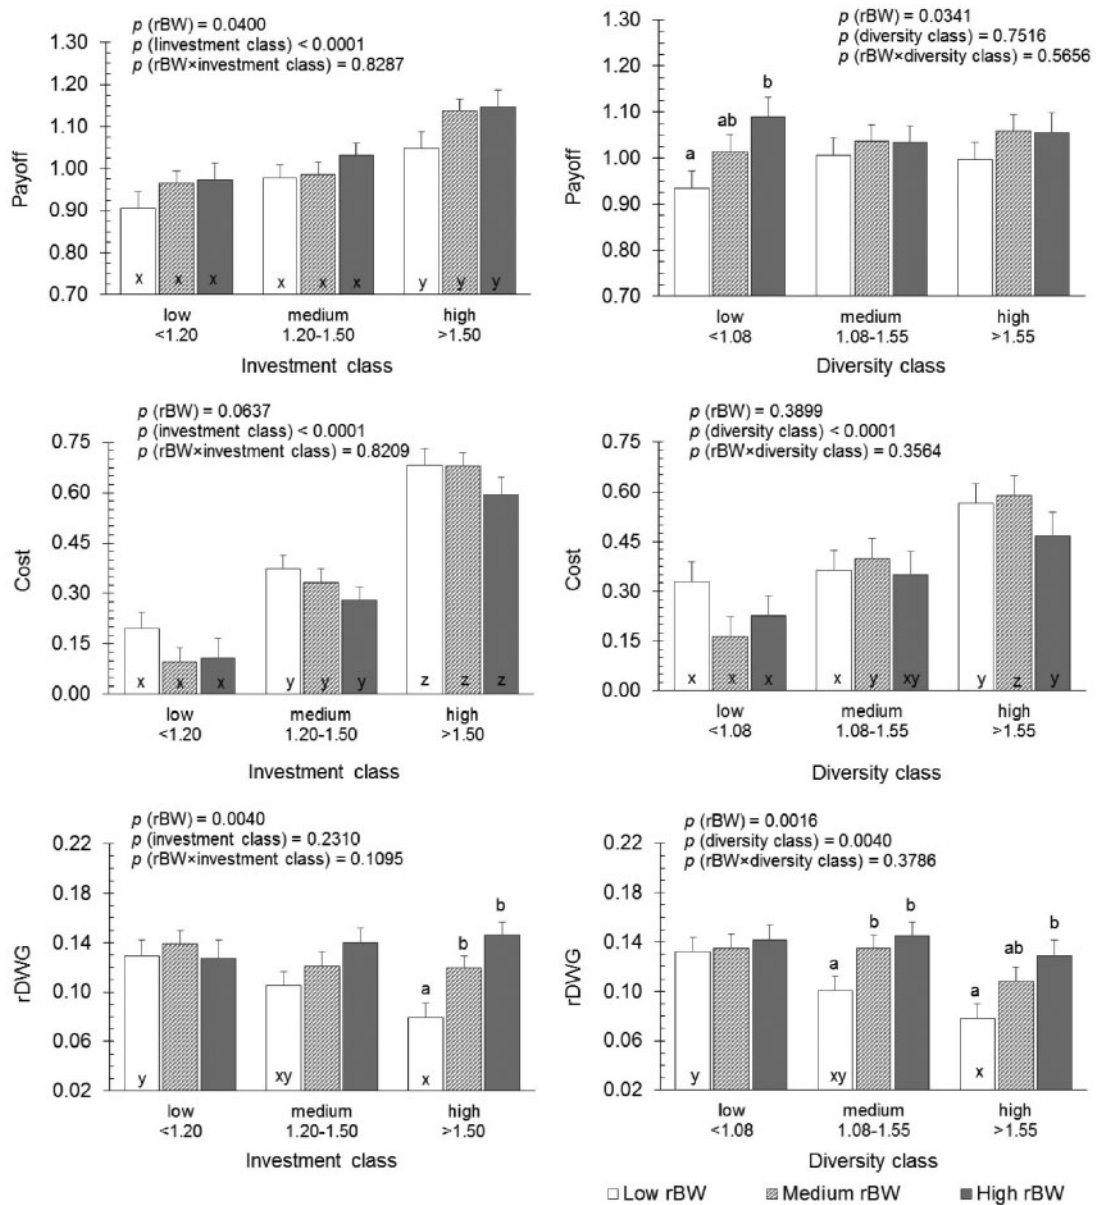 p (rBW) = 0.0400
p (Iinvestment class) < 0.0001
p (rBW×investment class) = 0.8287
1.30
1.20
1.10
1.00
0.90
0.80
0.70
Payoff
x x x
x x x
y y y
low
<1.20
medium
1.20-1.50
high
>1.50
Investment class
p (rBW) = 0.0341
p (diversity class) = 0.7516
p (rBW×diversity class) = 0.5656
1.30
1.20
1.10
1.00
0.90
0.80
0.70
Payoff
a ab b
low
<1.08
medium
1.08-1.55
high
>1.55
Diversity class
p (rBW) = 0.0637
p (investment class) < 0.0001
p (rBW×investment class) = 0.8209
0.75
0.60
0.45
0.30
0.15
0.00
Cost
x x x
y y y
z z z
low
<1.20
medium
1.20-1.50
high
>1.50
Investment class
p (rBW) = 0.3899
p (diversity class) < 0.0001
p (rBW×diversity class) = 0.3564
0.75
0.60
0.45
0.30
0.15
0.00
Cost
x x x
x y xy
y z y
low
<1.08
medium
1.08-1.55
high
>1.55
Diversity class
p (rBW) = 0.0040
p (investment class) = 0.2310
p (rBW×investment class) = 0.1095
0.22
0.18
0.14
0.10
0.06
0.02
rDWG
a b b
y
xy
x
low
<1.20
medium
1.20-1.50
high
>1.50
Investment class
p (rBW) = 0.0016
p (diversity class) = 0.0040
p (rBW×diversity class) = 0.3786
0.22
0.18
0.14
0.10
0.06
0.02
rDWG
a b b
a ab b
y
xy
x
low
<1.08
medium
1.08-1.55
high
>1.55
Diversity class
Low rBW
Medium rBW
High rBW